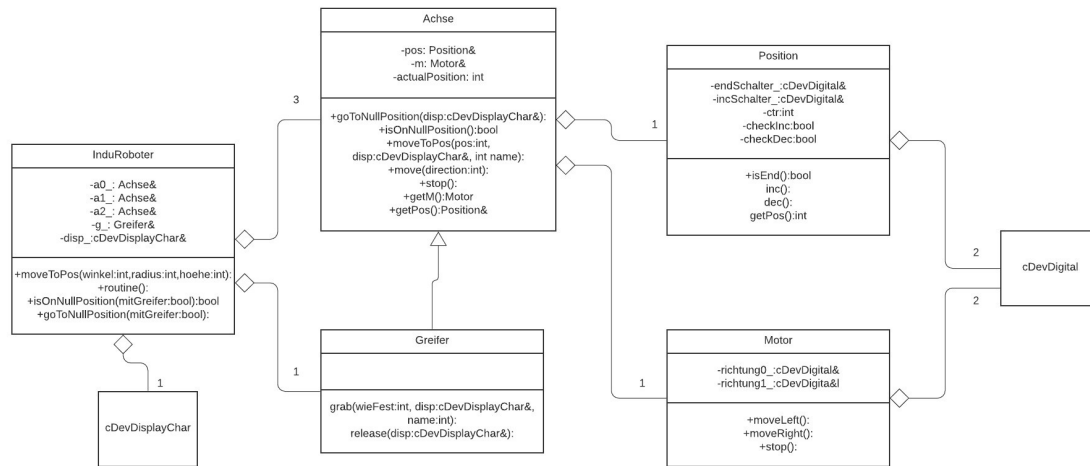 Achse
-pos: Position&
-m: Motor&
-actualPosition: int
+goToNullPosition(disp:cDevDisplayChar&):
+isOnNullPosition():bool
+moveToPos(pos:int,
disp:cDevDisplayChar&, int name):
+move(direction:int):
+stop():
+getM():Motor
+getPos():Position&
Position
-endSchalter_:cDevDigital&
-incSchalter_:cDevDigital&
-ctr:int
-checkInc:bool
-checkDec:bool
+isEnd():bool
inc():
dec():
getPos():int
3
1
InduRoboter
-a0_: Achse&
-a1_: Achse&
-a2_: Achse&
-g_: Greifer&
-disp_:cDevDisplayChar&
+moveToPos(winkel:int,radius:int,hoehe:int):
+routine():
+isOnNullPosition(mitGreifer:bool):bool
+goToNullPosition(mitGreifer:bool):
2
cDevDigital
2
Greifer
grab(wieFest:int, disp:cDevDisplayChar&,
name:int):
release(disp:cDevDisplayChar&):
Motor
-richtung0_:cDevDigital&
-richtung1_:cDevDigita&l
+moveLeft():
+moveRight():
+stop():
1
1
1
cDevDisplayChar